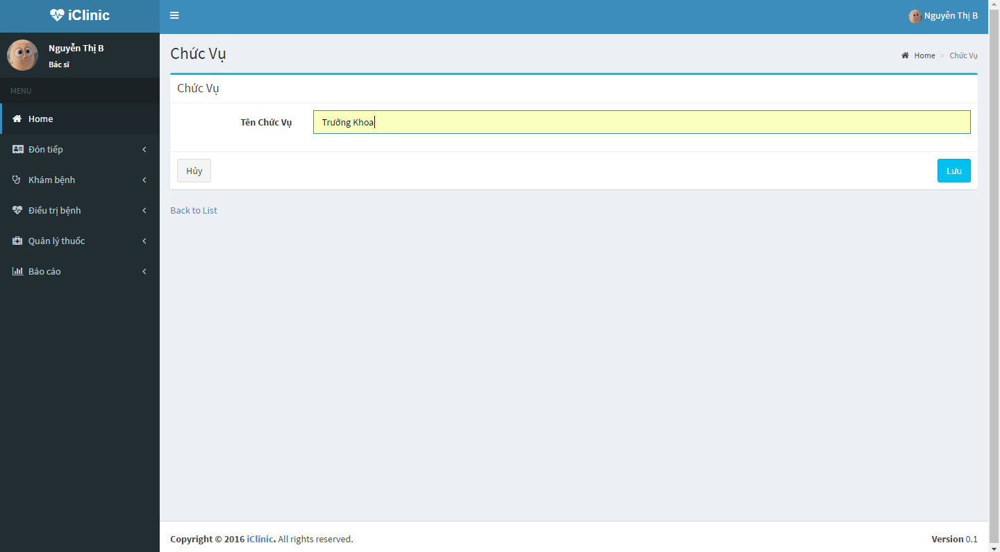 iClinic
Nguyễn Thị B
Nguyễn Thị B
Bác sĩ
MENU
Home
Đón tiếp
Khám bệnh
Điều trị bệnh
Quản lý thuốc
Báo cáo
Chức Vụ
Home > Chức Vụ
Chức Vụ
Tên Chức Vụ
Trưởng Khoa
Hủy
Lưu
Back to List
Copyright © 2016 iClinic. All rights reserved.
Version 0.1